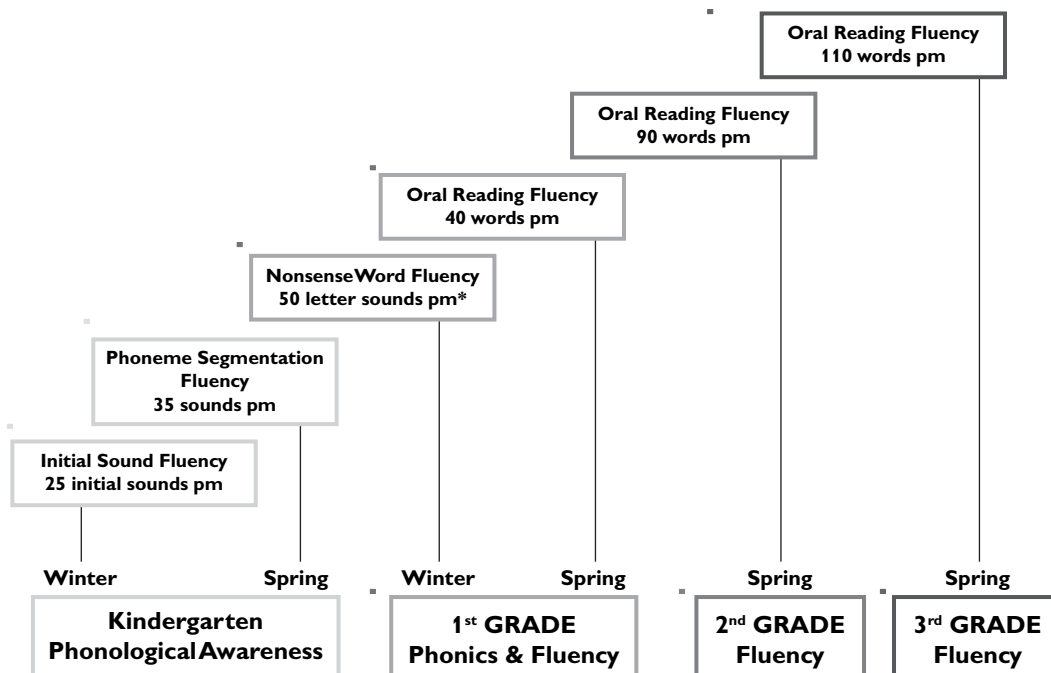 Oral Reading Fluency
110 words pm
Oral Reading Fluency
90 words pm
Oral Reading Fluency
40 words pm
NonsenseWord Fluency
50 letter sounds pm*
Phoneme Segmentation
Fluency
35 sounds pm
Initial Sound Fluency
25 initial sounds pm
Winter
Spring
Winter
Spring
Spring
Spring
Kindergarten
Phonological Awareness
1st GRADE
Phonics & Fluency
2nd GRADE
Fluency
3rd GRADE
Fluency